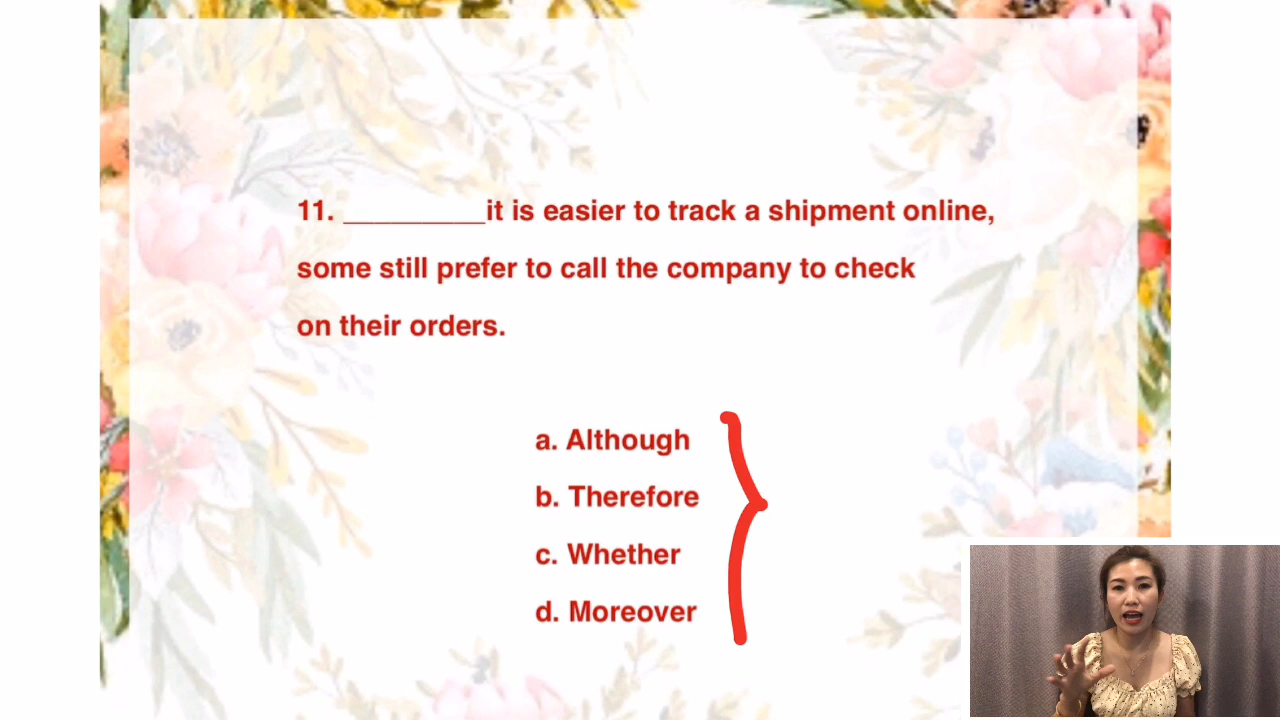 11. _________it is easier to track a shipment online,
some still prefer to call the company to check
on their orders.
a. Although
b. Therefore
c. Whether
d. Moreover